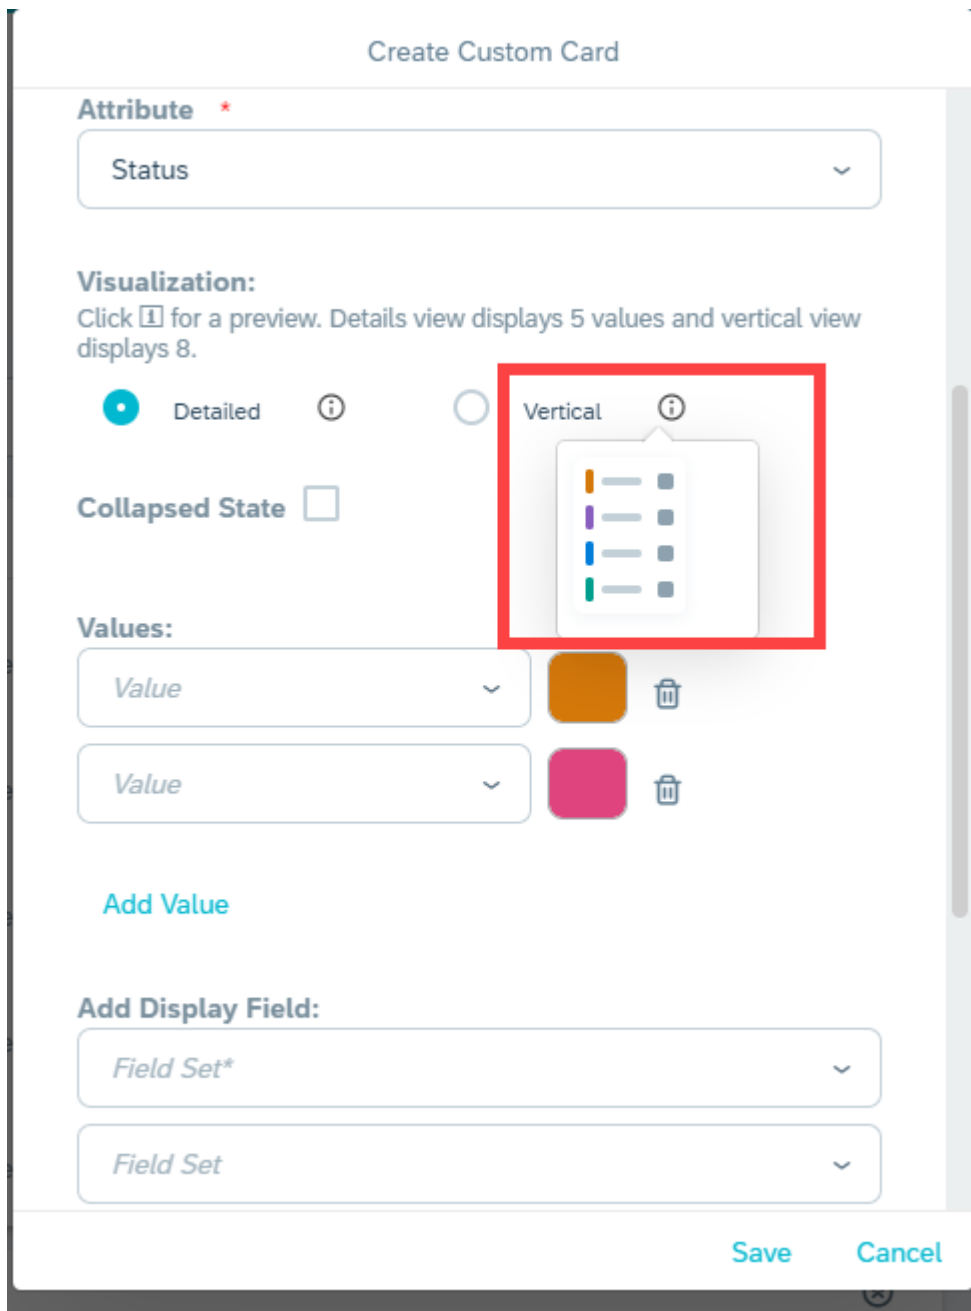 Create Custom Card
Attribute *
Status
Visualization:
Click i for a preview. Details view displays 5 values and vertical view
displays 8.
Detailed
Vertical
Collapsed State
Values:
Value
Value
Add Value
Add Display Field:
Field Set*
Field Set
Save Cancel